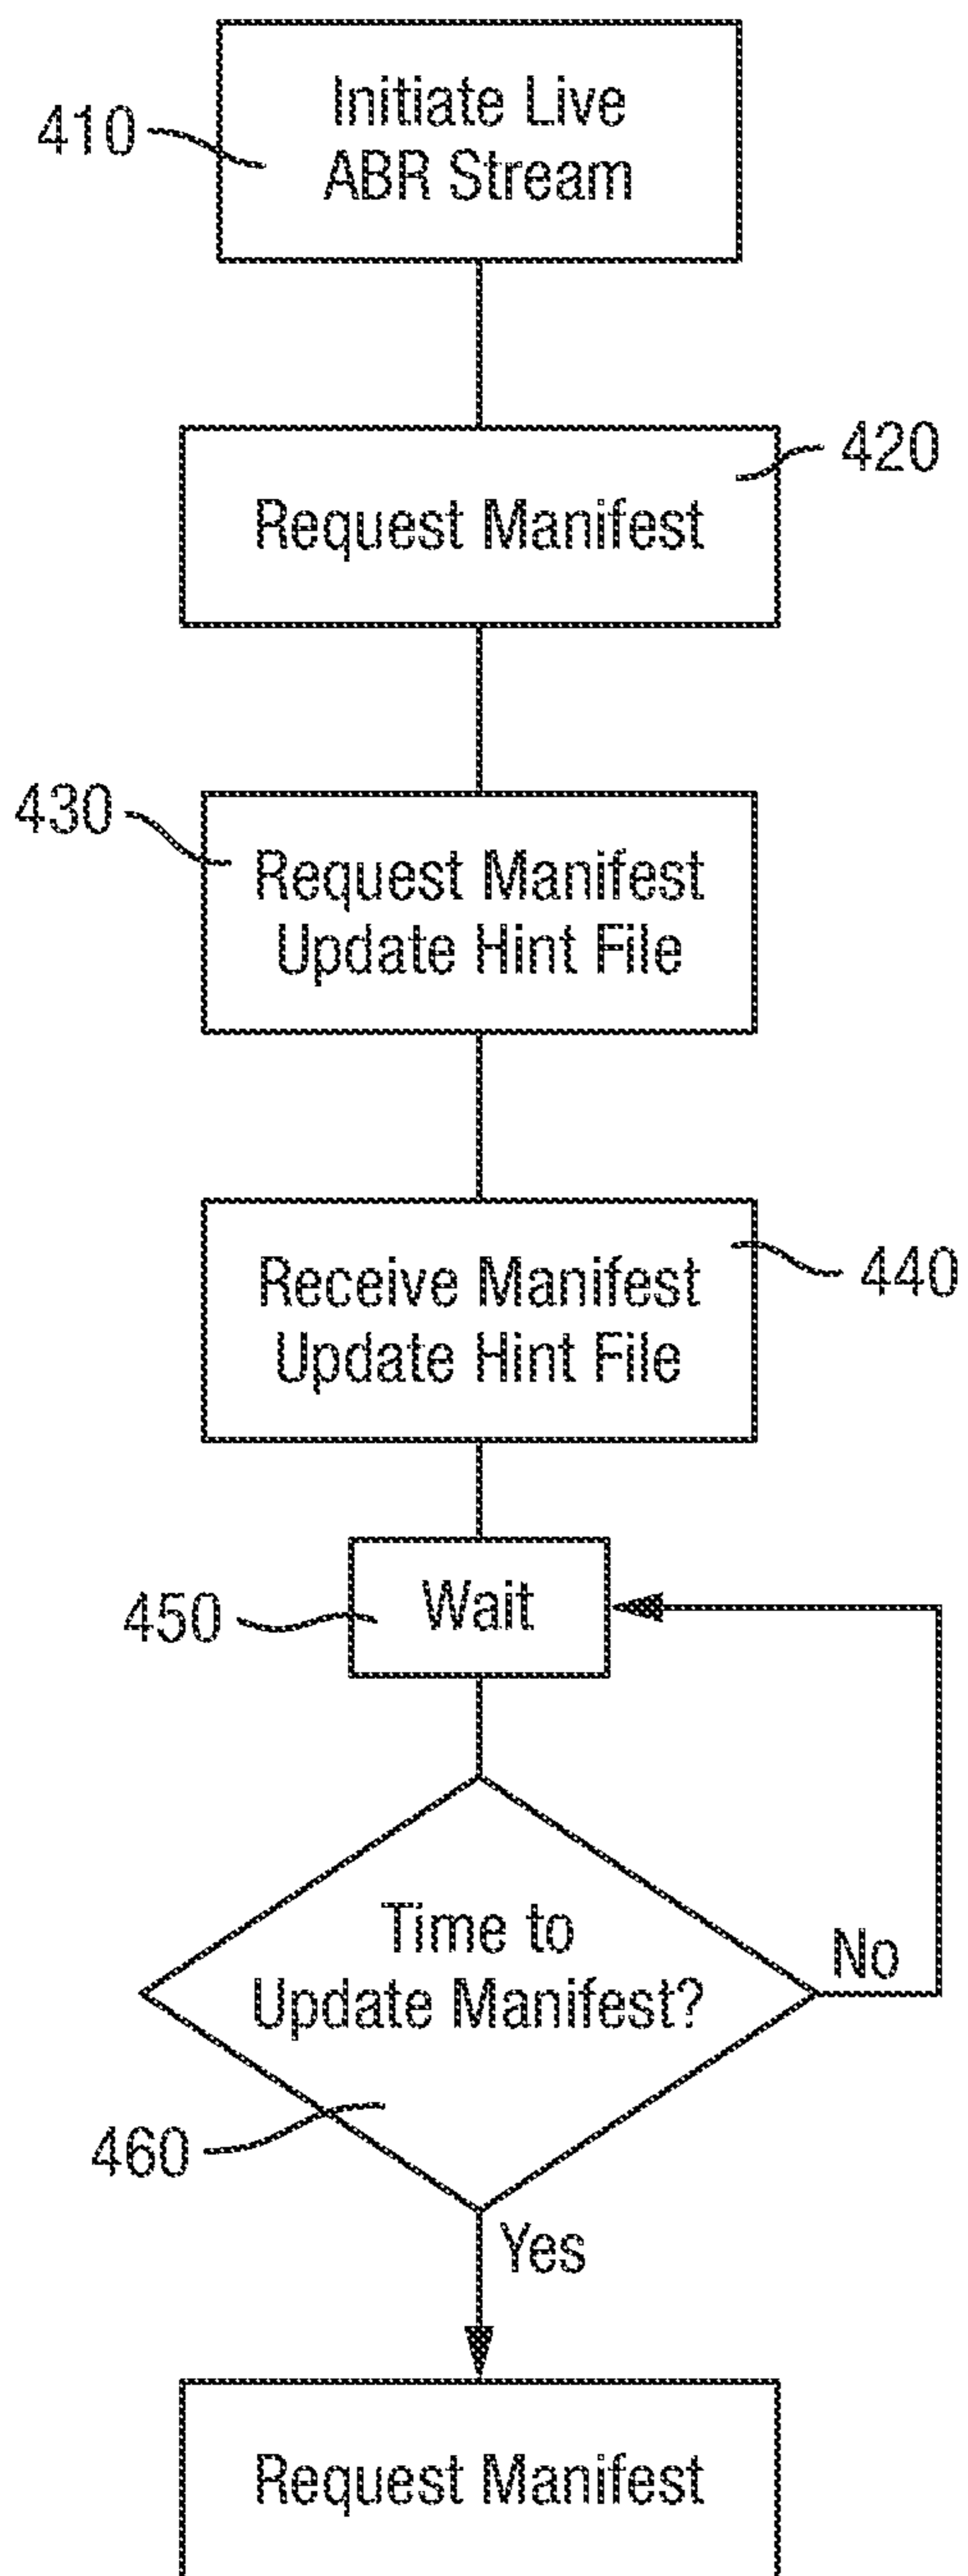 410
Initiate Live
ABR Stream
420
Request Manifest
430
Request Manifest
Update Hint File
440
Receive Manifest
Update Hint File
450
Wait
Time to
Update Manifest?
No
460
Yes
Request Manifest